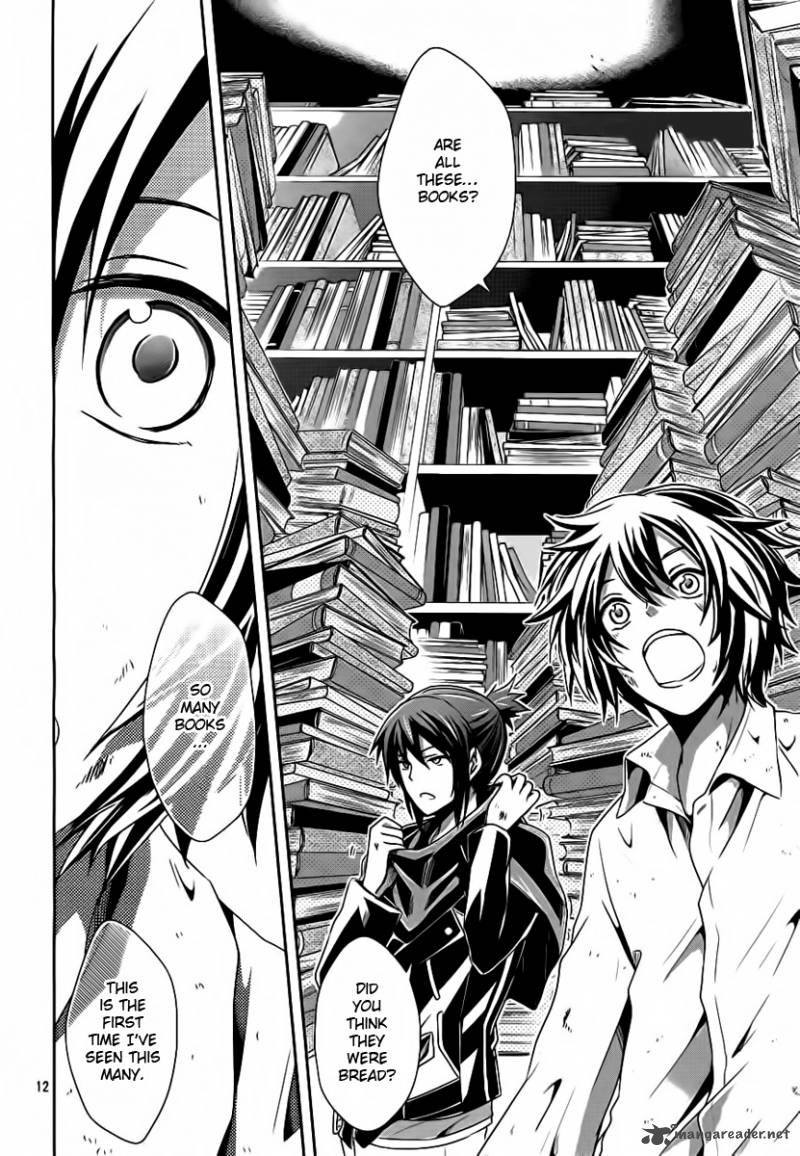 ARE
ALL
THESE...
BOOKS?
DID
YOU
THINK
THEY
WERE
BREAD?
SO
MANY
BOOKS
...
THIS
IS THE
FIRST
TIME I'VE
SEEN THIS
MANY.
12
mangareader.net